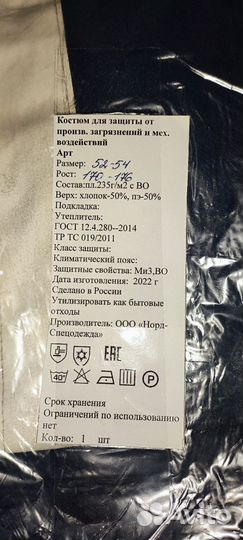 Костюм для защиты от
произв. загрязнений и мех.
воздействий
Арт
Размер: 52-54
Рост: 170-176
Состав:пл.235г/м2 с ВО
Верх: хлопок-50%, пэ-50%
Подкладка:
Утеплитель:
ГОСТ 12.4.280--2014
ТР ТС 019/2011
Класс защиты:
Климатический пояс:
Защитные свойства: Ми3,ВО
Дата изготовления: 2022 г
Сделано в России
Утилизировать как бытовые
отходы
Производитель: ООО «Норд-
Спецодежда»
EAC
40°
P
Срок хранения
Ограничений по использованию
нет
Кол-во: 1 шт
Avito